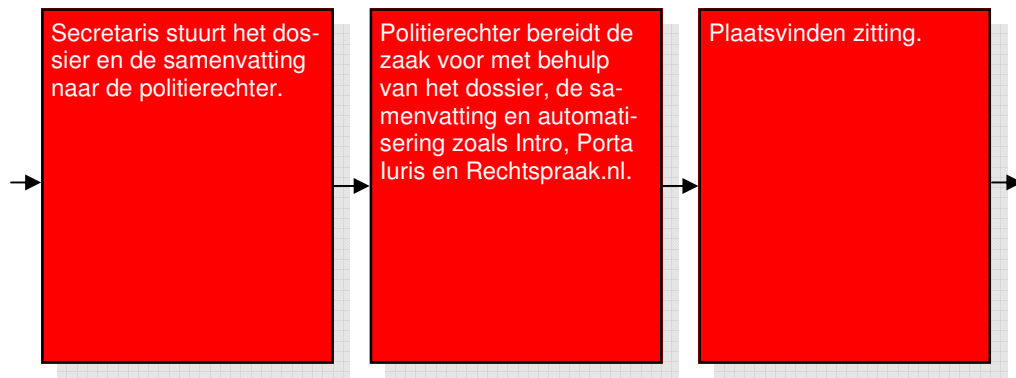 Secretaris stuurt het dos-
sier en de samenvatting
naar de politierechter.
Politierechter bereidt de
zaak voor met behulp
van het dossier, de sa-
menvatting en automati-
sering zoals Intro, Porta
Iuris en Rechtspraak.nl.
Plaatsvinden zitting.